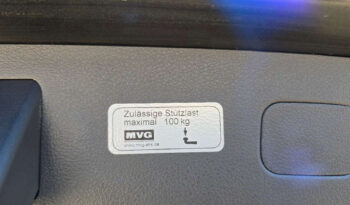 Zulässige Stützlast
maximal 100 kg
MVG
www.mvg-ahk.de